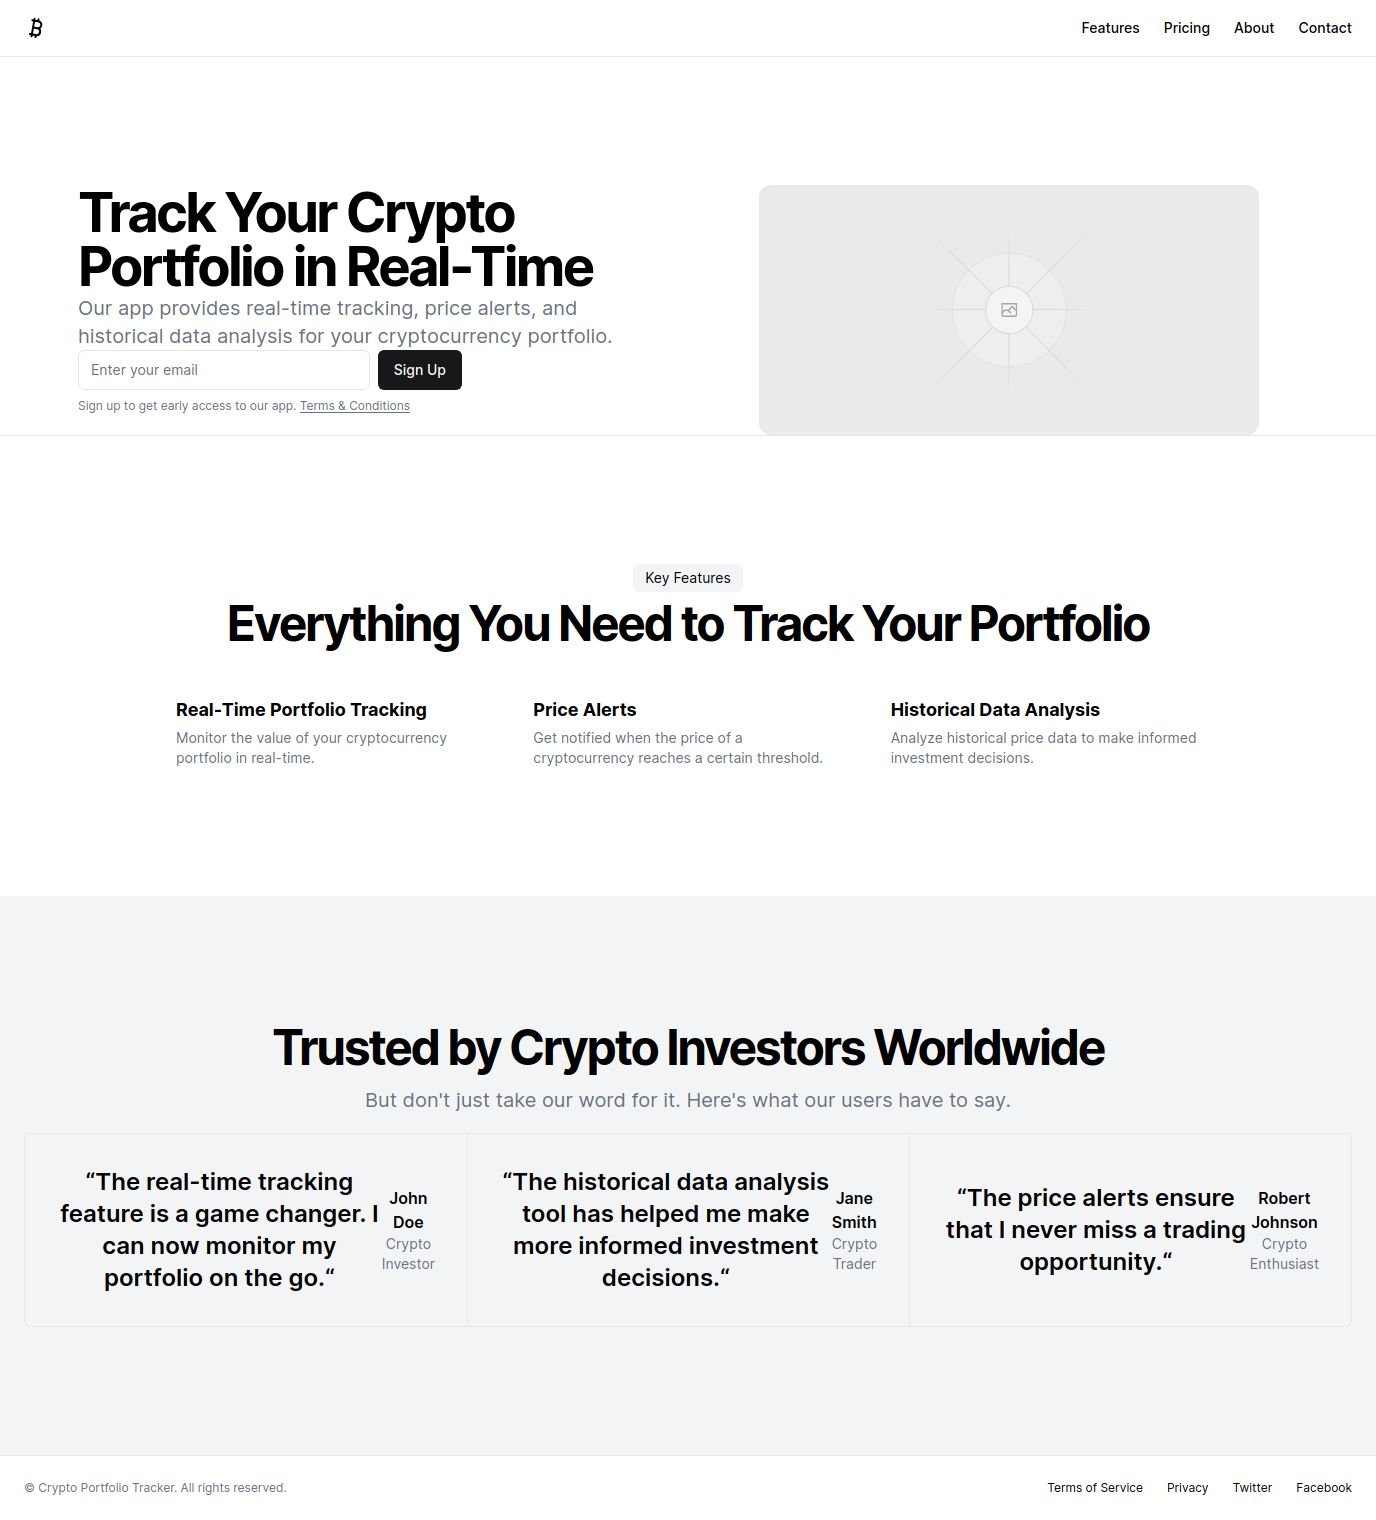 Features Pricing About Contact
Track Your Crypto
Portfolio in Real-Time
Our app provides real-time tracking, price alerts, and
historical data analysis for your cryptocurrency portfolio.
Enter your email
Sign Up
Sign up to get early access to our app. Terms & Conditions
Key Features
Everything You Need to Track Your Portfolio
Real-Time Portfolio Tracking
Monitor the value of your cryptocurrency
portfolio in real-time.
Price Alerts
Get notified when the price of a
cryptocurrency reaches a certain threshold.
Historical Data Analysis
Analyze historical price data to make informed
investment decisions.
Trusted by Crypto Investors Worldwide
But don't just take our word for it. Here's what our users have to say.
“The real-time tracking
feature is a game changer. I
can now monitor my
portfolio on the go.“
John
Doe
Crypto
Investor
“The historical data analysis
tool has helped me make
more informed investment
decisions.“
Jane
Smith
Crypto
Trader
“The price alerts ensure
that I never miss a trading
opportunity.“
Robert
Johnson
Crypto
Enthusiast
© Crypto Portfolio Tracker. All rights reserved.
Terms of Service Privacy Twitter Facebook